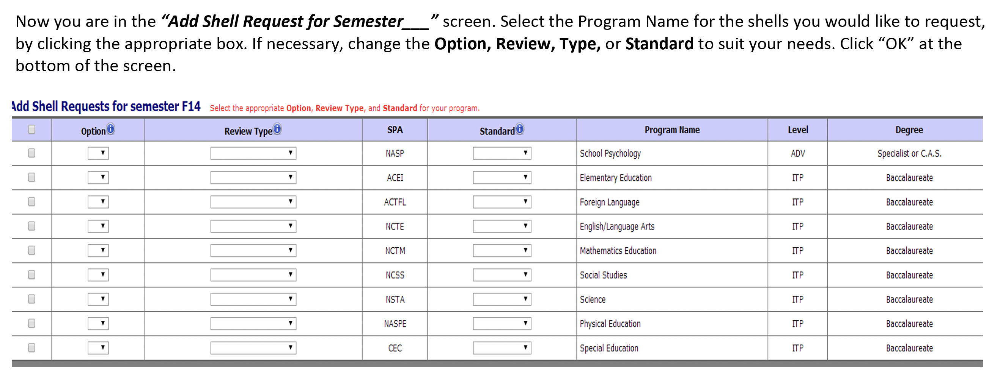 Now you are in the “Add Shell Request for Semester___” screen. Select the Program Name for the shells you would like to request,
by clicking the appropriate box. If necessary, change the Option, Review, Type, or Standard to suit your needs. Click “OK” at the
bottom of the screen.
Add Shell Requests for semester F14 Select the appropriate Option, Review Type, and Standard for your program.
Option Review Type SPA Standard Program Name Level Degree
NASP School Psychology ADV Specialist or C.A.S.
ACEI Elementary Education ITP Baccalaureate
ACTFL Foreign Language ITP Baccalaureate
NCTE English/Language Arts ITP Baccalaureate
NCTM Mathematics Education ITP Baccalaureate
NCSS Social Studies ITP Baccalaureate
NSTA Science ITP Baccalaureate
NASPE Physical Education ITP Baccalaureate
CEC Special Education ITP Baccalaureate